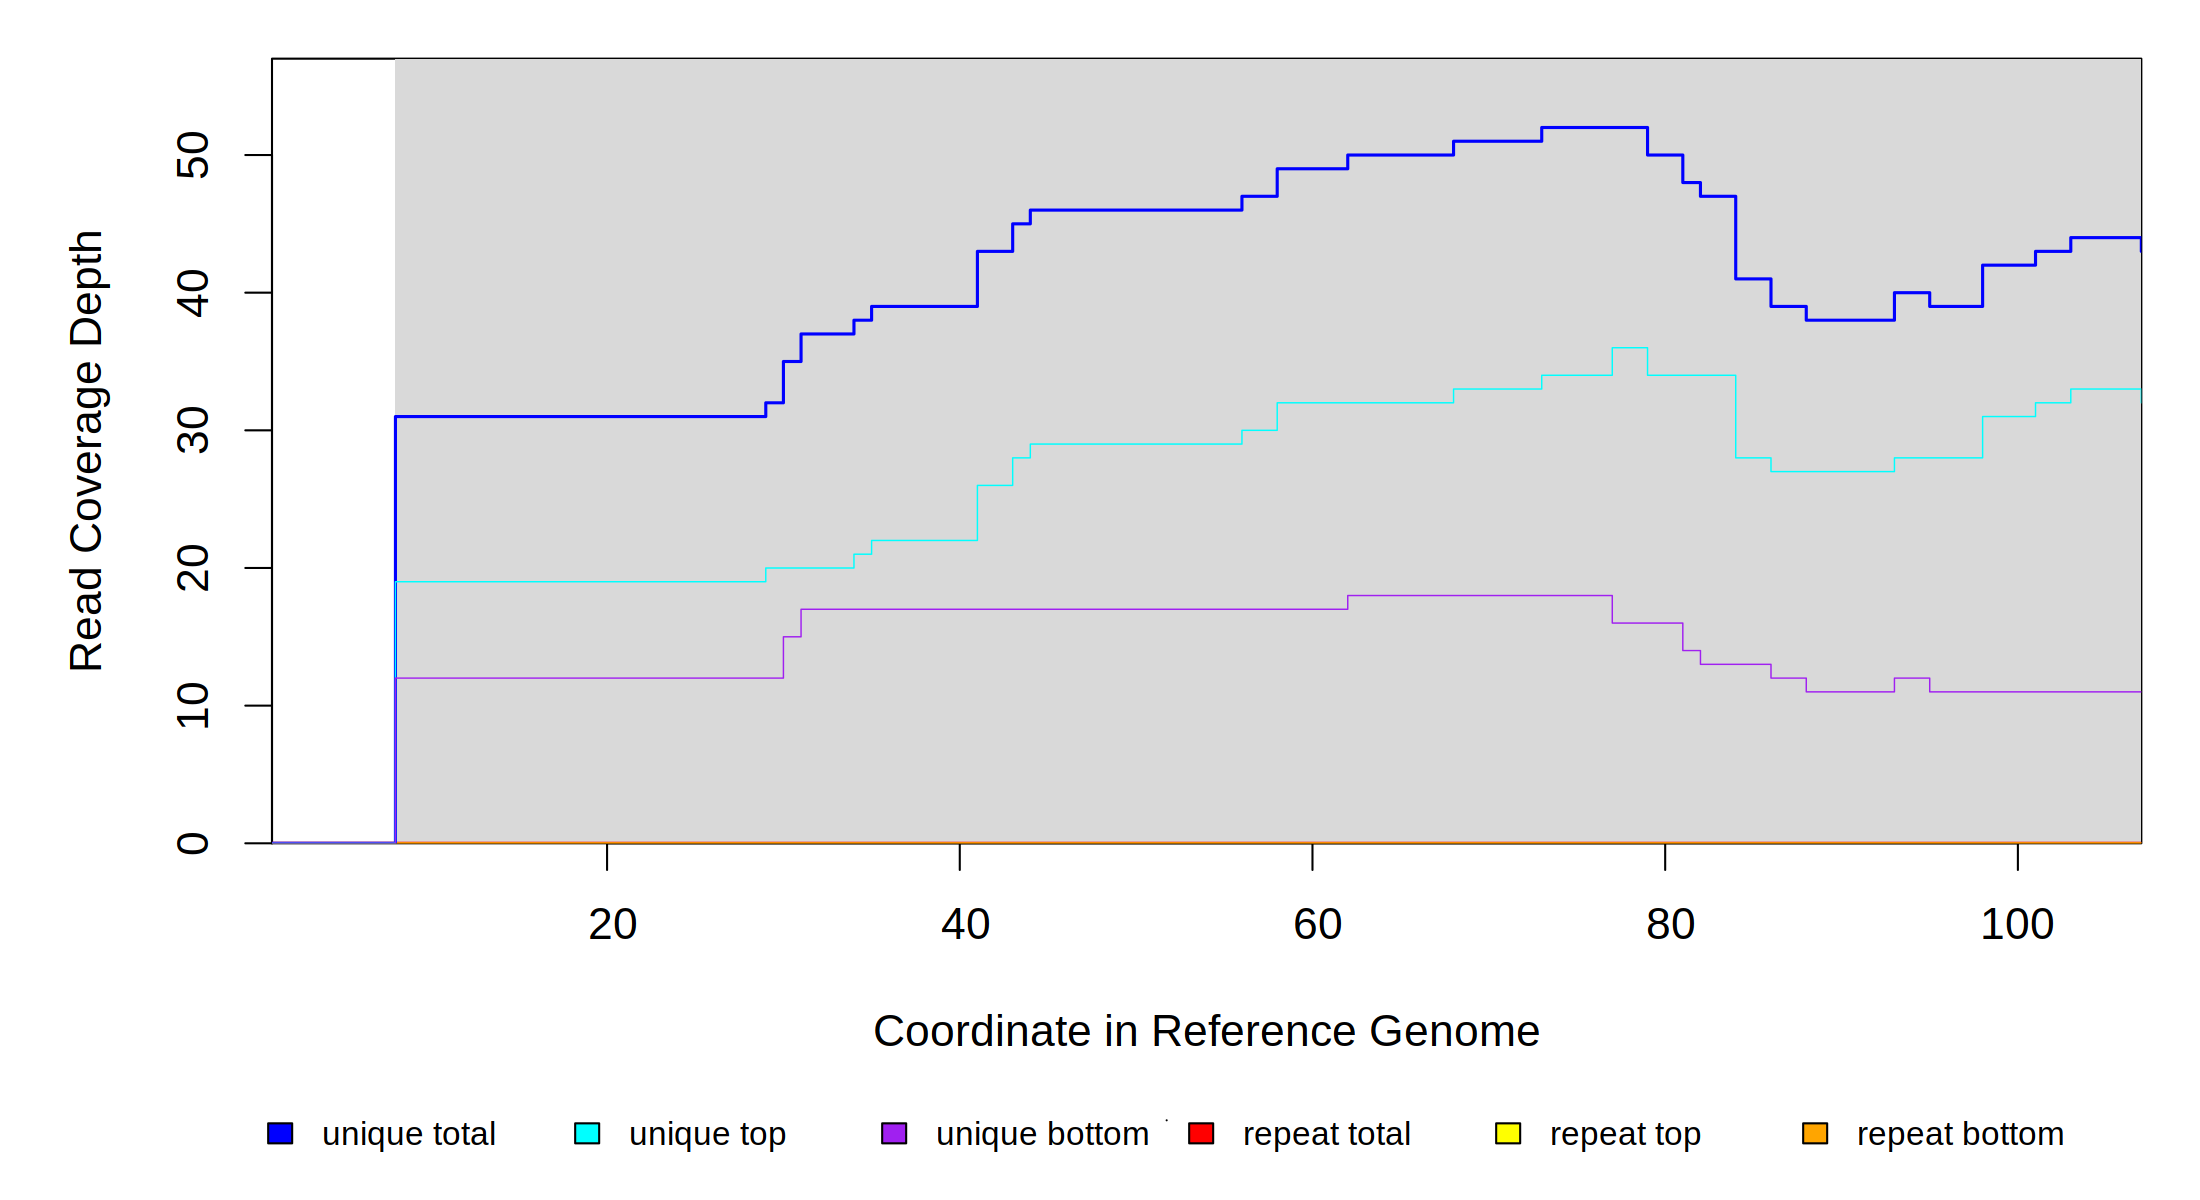 Read Coverage Depth
50
40
30
20
10
0
20 40 60 80 100
Coordinate in Reference Genome
unique total unique top unique bottom repeat total repeat top repeat bottom